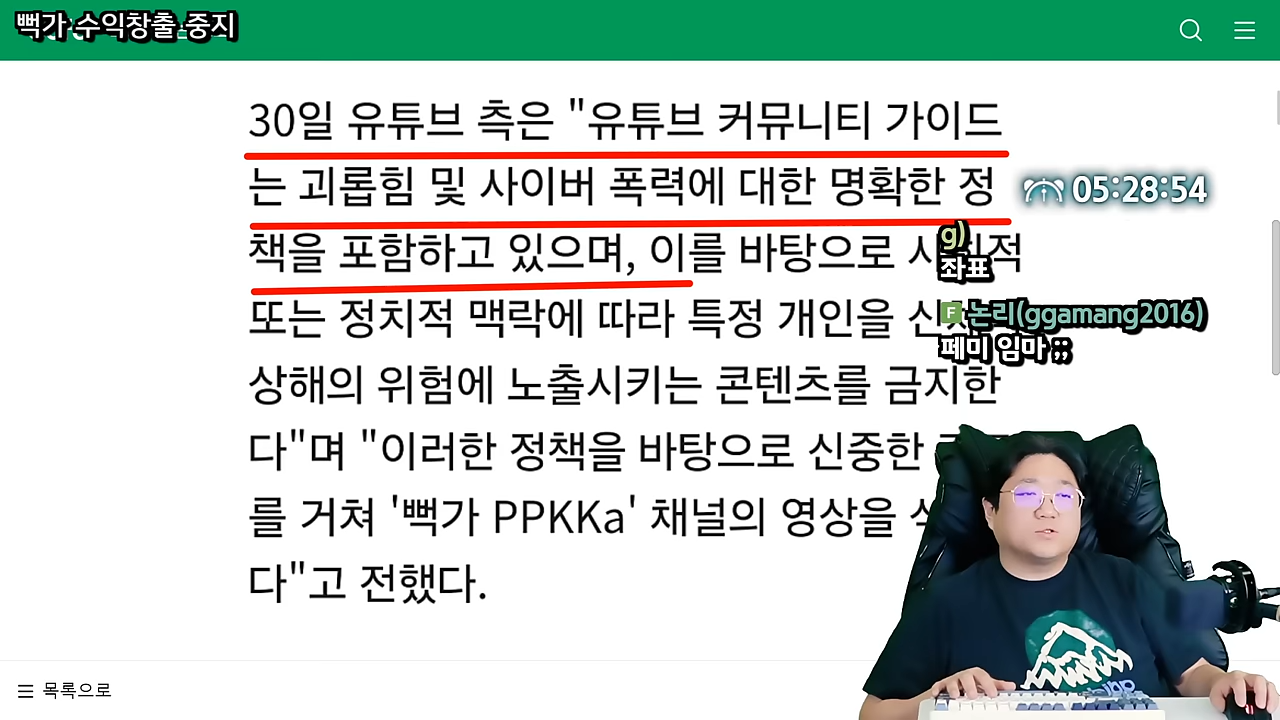 뻑가 수익창출 중지
30일 유튜브 측은 "유튜브 커뮤니티 가이드
는 괴롭힘 및 사이버 폭력에 대한 명확한 정
책을 포함하고 있으며, 이를 바탕으로
또는 정치적 맥락에 따라 특정 개인을
상해의 위험에 노출시키는 콘텐츠를 금지한
다"며 "이러한 정책을 바탕으로 신중한
를 거쳐 '뻑가 PPKKa' 채널의 영상을
다"고 전했다.
05:28:54
g)
좌표
F 논리(ggamang2016)
페미 임마 ;;
목록으로